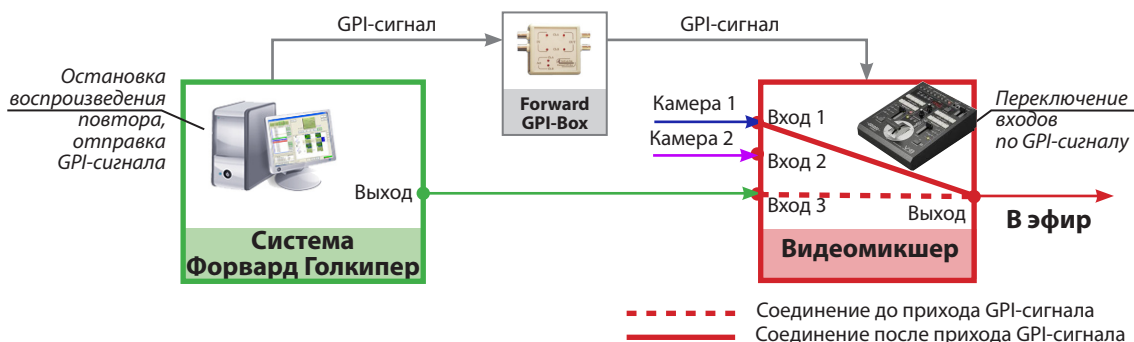 GPI-сигнал
GPI-сигнал
Остановка
воспроизведения
повтора,
отправка
GPI-сигнала
Forward
GPI-Box
Камера 1
Вход 1
Камера 2
Вход 2
Переключение
входов
по GPI-сигналу
Выход
Вход 3
Выход
В эфир
Система
Форвард Голкипер
Видеомикшер
Соединение до прихода GPI-сигнала
Соединение после прихода GPI-сигнала